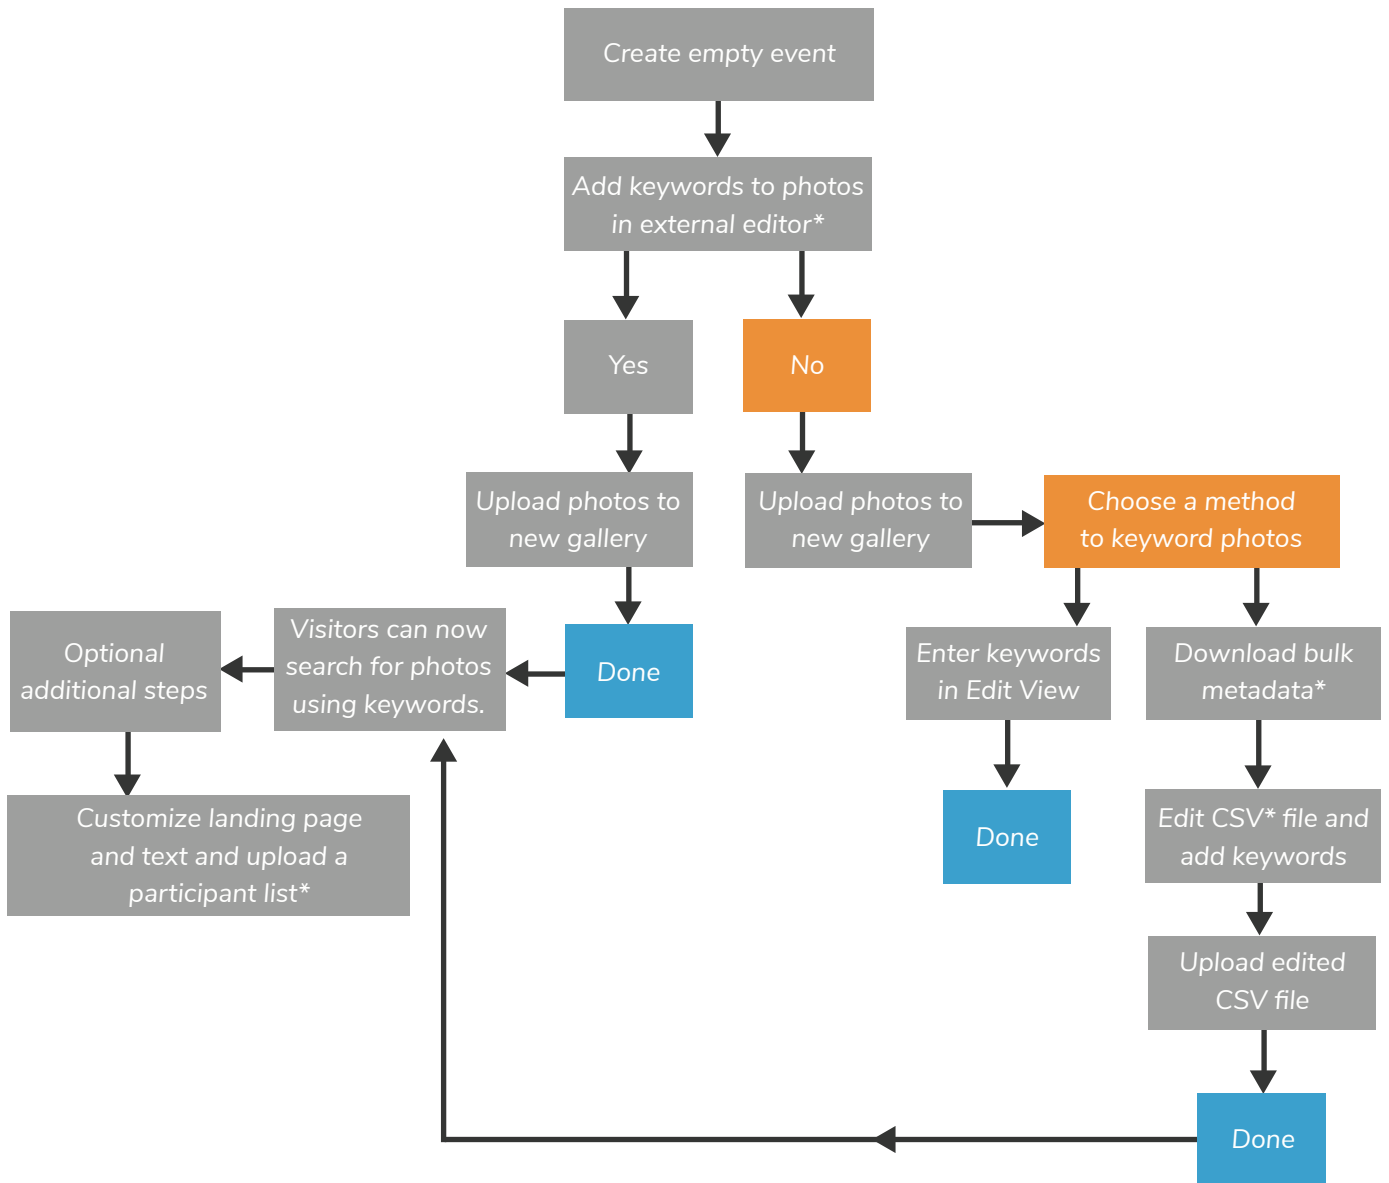 Create empty event
Add keywords to photos
in external editor*
Yes
No
Upload photos to
new gallery
Upload photos to
new gallery
Choose a method
to keyword photos
Optional
additional steps
Visitors can now
search for photos
using keywords.
Done
Enter keywords
in Edit View
Download bulk
metadata*
Customize landing page
and text and upload a
participant list*
Done
Edit CSV* file and
add keywords
Upload edited
CSV file
Done